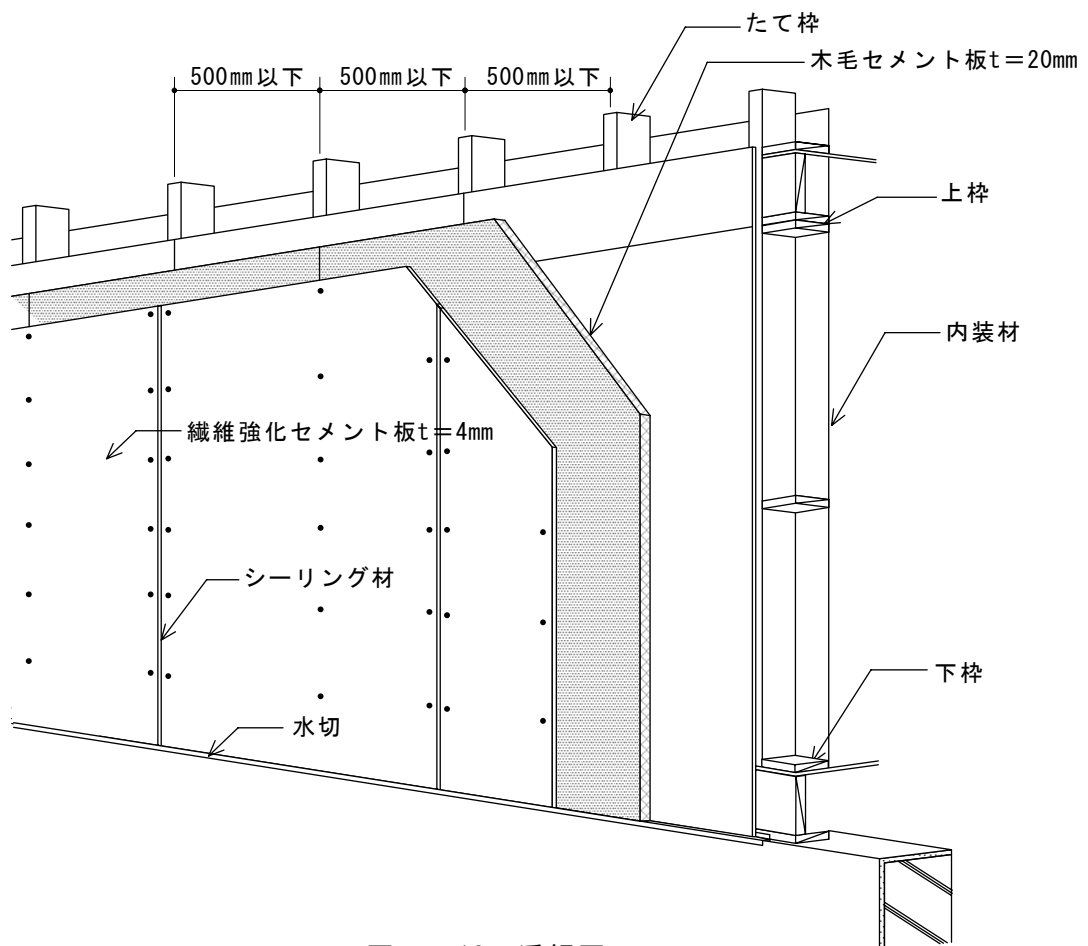 たて枠
木毛セメント板t＝20㎜
500㎜以下
500㎜以下
500㎜以下
上枠
内装材
繊維強化セメント板t＝4㎜
シーリング材
下枠
水切